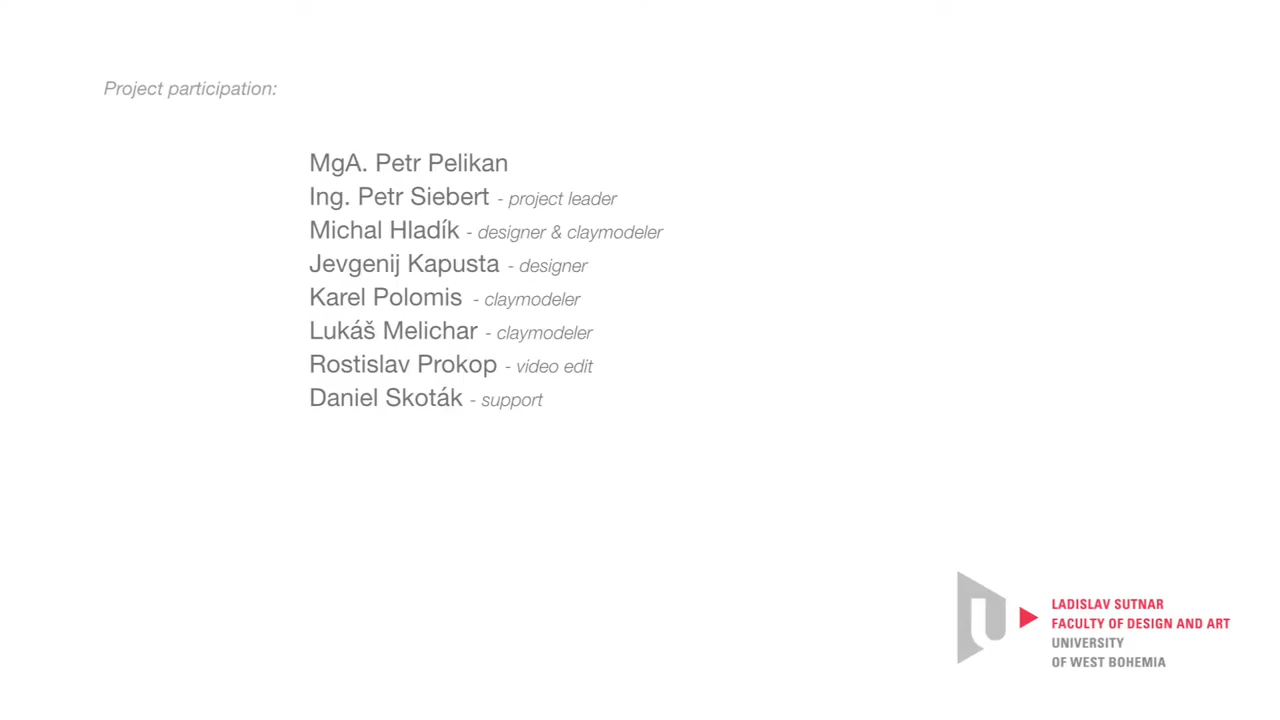 Project participation:
MgA. Petr Pelikan
Ing. Petr Siebert - project leader
Michal Hladík - designer & claymodeler
Jevgenij Kapusta - designer
Karel Polomis - claymodeler
Lukáš Melichar - claymodeler
Rostislav Prokop - video edit
Daniel Skoták - support
LADISLAV SUTNAR
FACULTY OF DESIGN AND ART
UNIVERSITY
OF WEST BOHEMIA